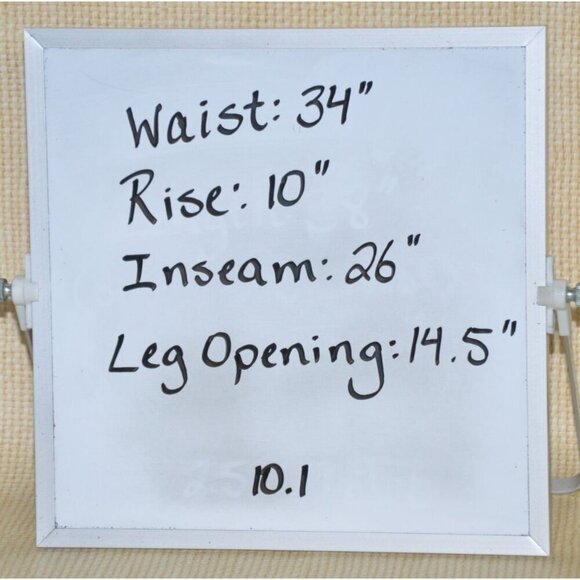 Waist: 34"
Rise: 10"
Inseam: 26"
Leg Opening: 14.5"
10.1